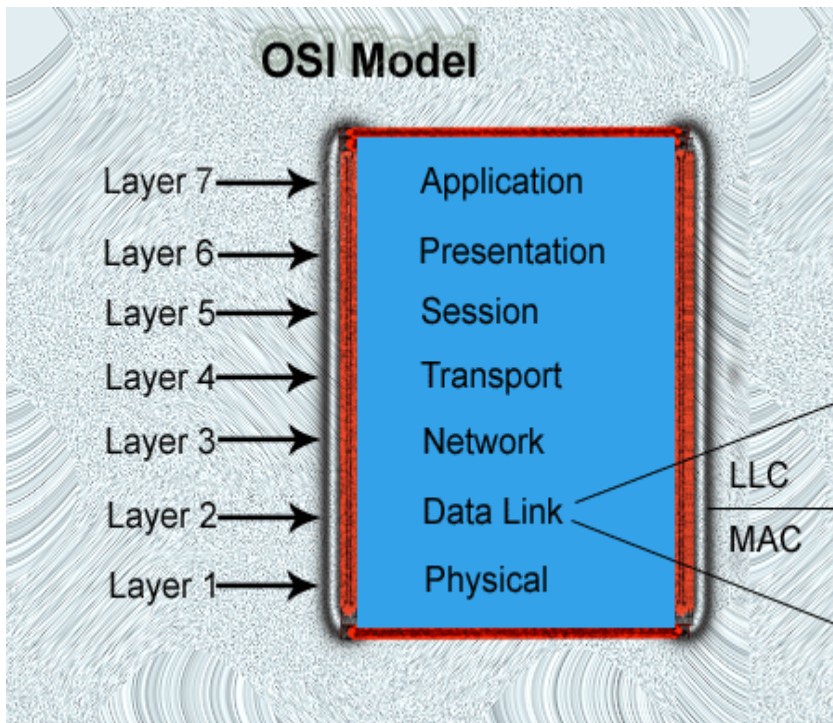 OSI Model
Layer 7 Application
Layer 6 Presentation
Layer 5 Session
Layer 4 Transport
Layer 3 Network
LLC
Layer 2 Data Link
MAC
Layer 1 Physical